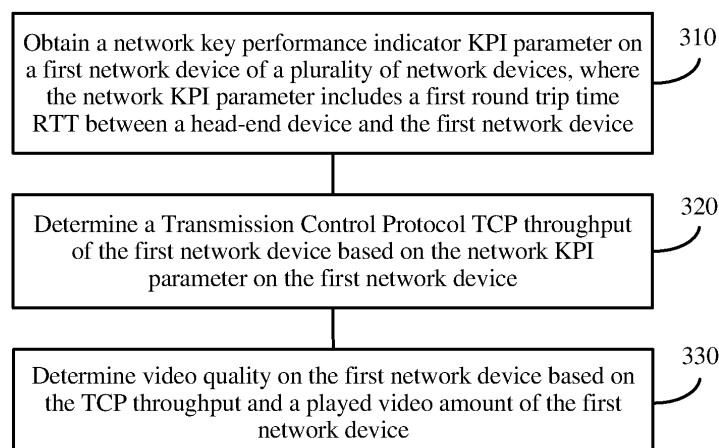 Obtain a network key performance indicator KPI parameter on
a first network device of a plurality of network devices, where
the network KPI parameter includes a first round trip time
RTT between a head-end device and the first network device
310
Determine a Transmission Control Protocol TCP throughput
of the first network device based on the network KPI
parameter on the first network device
320
Determine video quality on the first network device based on
the TCP throughput and a played video amount of the first
network device
330